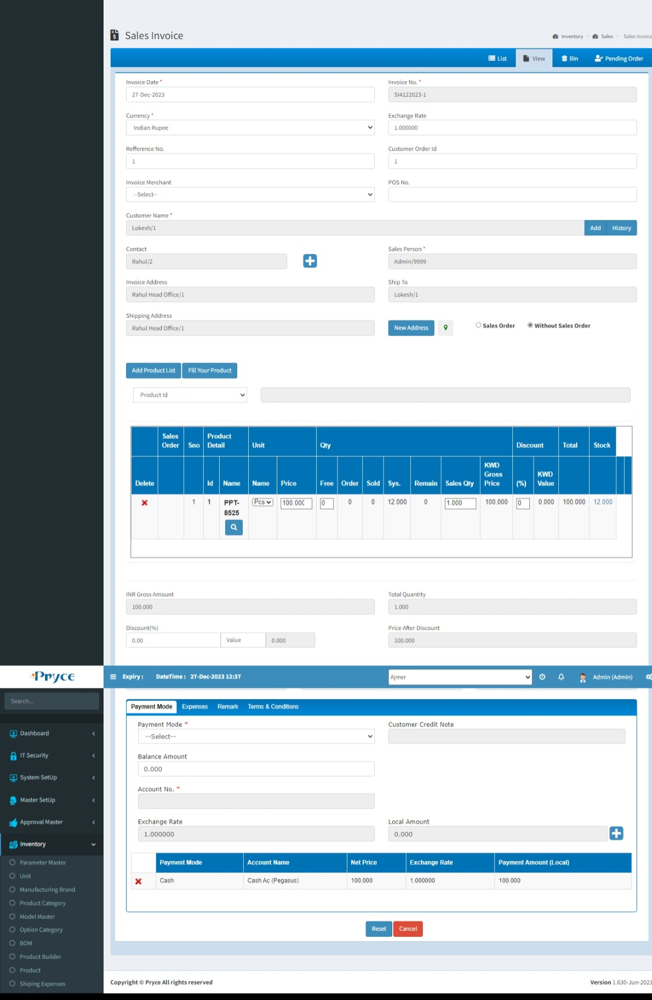 Sales Invoice
Inventory > Sales > Sales Invoice
List View Bin Pending Order
Invoice Date * Invoice No. *
27-Dec-2023 SI4122023-1
Currency * Exchange Rate
Indian Rupee 1.000000
Refference No. Customer Order Id
1 1
Invoice Merchant POS No.
--Select--
Customer Name *
Lokesh/1 Add History
Contact Sales Person *
Rahul/2 Admin/9999
Invoice Address Ship To
Rahul Head Office/1 Lokesh/1
Shipping Address
Rahul Head Office/1 New Address Sales Order Without Sales Order
Add Product List Fill Your Product
Product Id
Sales Order Sno Product Detail Unit Qty Discount Total Stock
Delete Id Name Name Price Free Order Sold Sys. Remain Sales Qty KWD Gross Price (%) KWD Value
1 1 PPT-8525 Pcs 100.000 0 0 0 12.000 0 1.000 100.000 0 0.000 100.000 12.000
INR Gross Amount Total Quantity
100.000 1.000
Discount(%) Price After Discount
0.00 Value 0.000 100.000
Pryce Expiry : DateTime : 27-Dec-2023 12:37 Ajmer Admin (Admin)
Search...
Payment Mode Expenses Remark Terms & Conditions
Payment Mode * Customer Credit Note
--Select--
Balance Amount
0.000
Account No. *
Exchange Rate Local Amount
1.000000 0.000
Payment Mode Account Name Net Price Exchange Rate Payment Amount (Local)
Cash Cash Ac (Pegasus) 100.000 1.000000 100.000
Reset Cancel
Dashboard
IT Security
System SetUp
Master SetUp
Approval Master
Inventory
Parameter Master
Unit
Manufacturing Brand
Product Category
Model Master
Option Category
BOM
Product Builder
Product
Shiping Expenses
Copyright © Pryce All rights reserved Version 1.630-Jun-2021